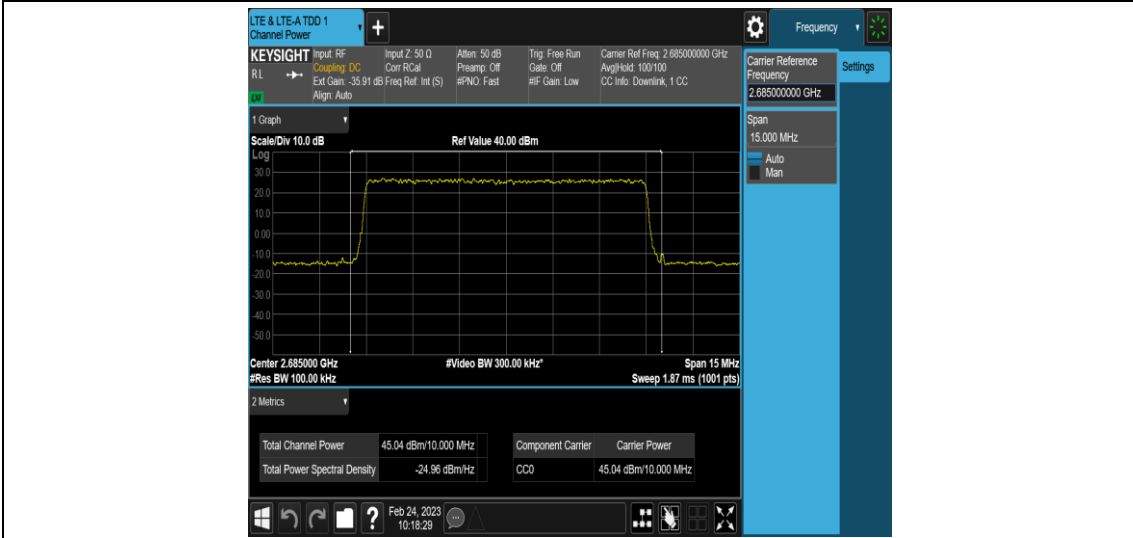 LTE & LTE-A TDD 1
Channel Power
+
Frequency
KEYSIGHT
R L
LXI
Input: RF
Coupling: DC
Ext Gain: -35.91 dB
Align: Auto
Input Z: 50 Ω
Corr RCal
Freq Ref: Int (S)
Atten: 50 dB
Preamp: Off
#PNO: Fast
Trig: Free Run
Gate: Off
#IF Gain: Low
Carrier Ref Freq: 2.685000000 GHz
Avg|Hold: 100/100
CC Info: Downlink, 1 CC
Carrier Reference
Frequency
2.685000000 GHz
Settings
Span
15.000 MHz
Auto
Man
1 Graph
Scale/Div 10.0 dB
Ref Value 40.00 dBm
Log
30.0
20.0
10.0
0.00
-10.0
-20.0
-30.0
-40.0
-50.0
Center 2.685000 GHz
#Video BW 300.00 kHz*
Span 15 MHz
#Res BW 100.00 kHz
Sweep 1.87 ms (1001 pts)
2 Metrics
Total Channel Power 45.04 dBm/10.000 MHz
Total Power Spectral Density -24.96 dBm/Hz
Component Carrier Carrier Power
CC0 45.04 dBm/10.000 MHz
?
Feb 24, 2023
10:18:29